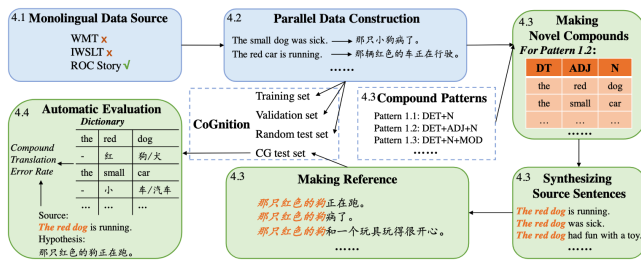 4.1 Monolingual Data Source
WMT x
IWSLT x
ROC Story √
4.2
Parallel Data Construction
The small dog was sick. 那只小狗病了。
The red car is running. 那辆红色的车正在行驶。
……
4.3 Making
Novel Compounds
For Pattern 1.2:
DT ADJ N
the red dog
the small car
… … …
……
CoGnition
Training set
Validation set
Random test set
CG test set
4.3 Compound Patterns
Pattern 1.1: DET+N
Pattern 1.2: DET+ADJ+N
Pattern 1.3: DET+N+MOD
……
4.4
Automatic Evaluation
Dictionary
the red dog
- 红 狗/犬
the small car
- 小 车/汽车
… … …
Compound
Translation
Error Rate
Source:
The red dog is running.
Hypothesis:
那只红色的狗正在跑。
4.3
Making Reference
那只红色的狗正在跑。
那只红色的狗病了。
那只红色的狗和一个玩具玩得很开心。
……
4.3 Synthesizing
Source Sentences
The red dog is running.
The red dog was sick.
The red dog had fun with a toy.
……